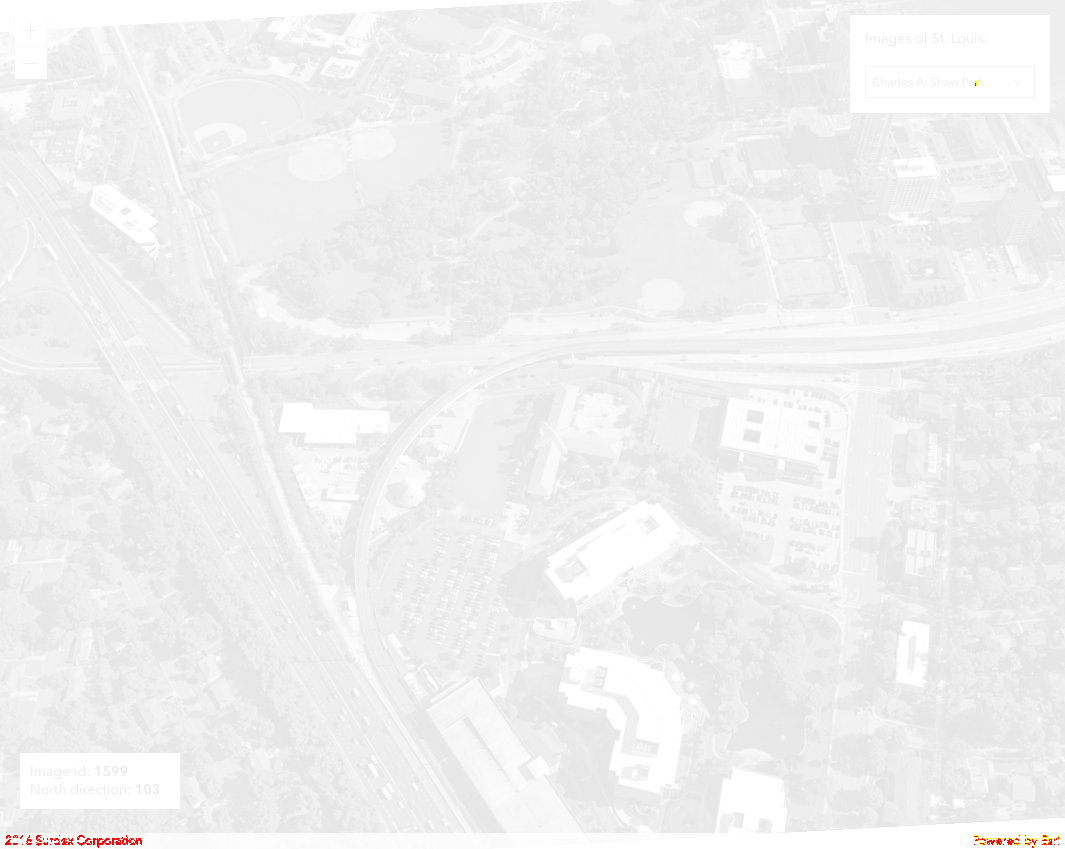 +
Images of St. Louis:
Charles A. Shaw Park
Image id: 1599
North direction: 103
2016 Surdex Corporation
Powered by Esri